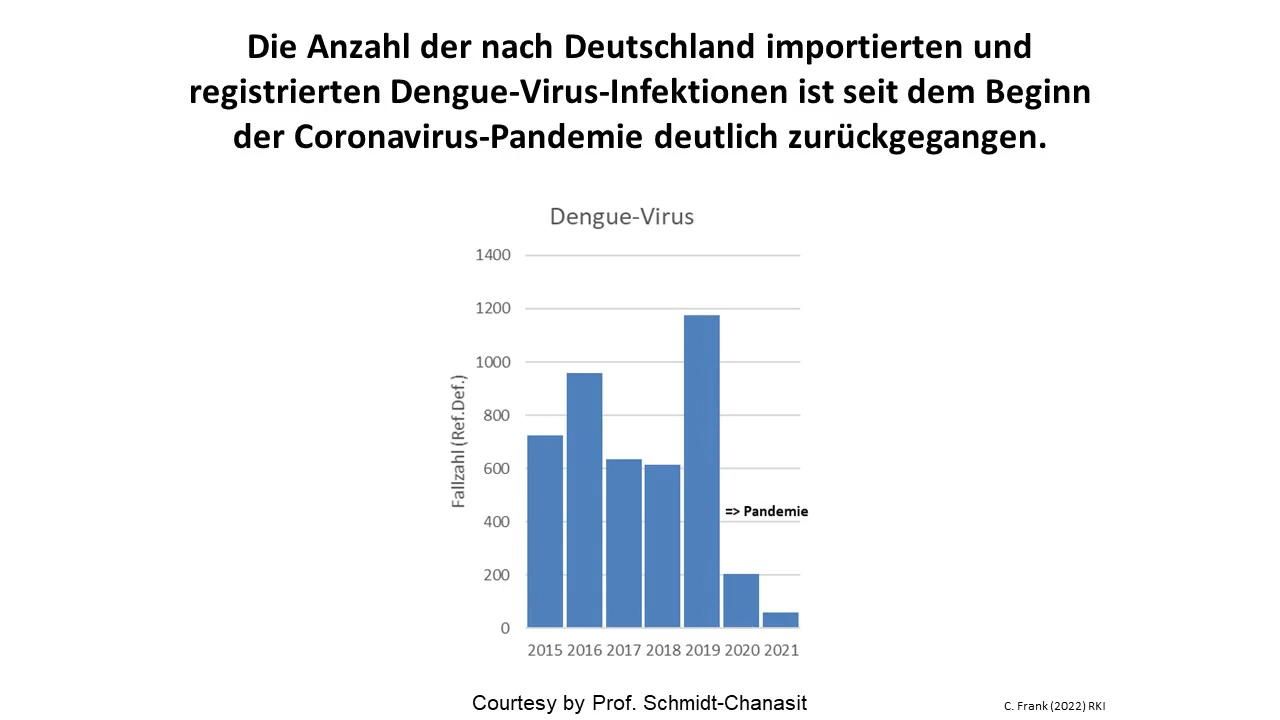 Die Anzahl der nach Deutschland importierten und
registrierten Dengue-Virus-Infektionen ist seit dem Beginn
der Coronavirus-Pandemie deutlich zurückgegangen.
Dengue-Virus
1400
1200
1000
800
600
400
200
0
Fallzahl (Ref.Def.)
=> Pandemie
2015 2016 2017 2018 2019 2020 2021
Courtesy by Prof. Schmidt-Chanasit
C. Frank (2022) RKI